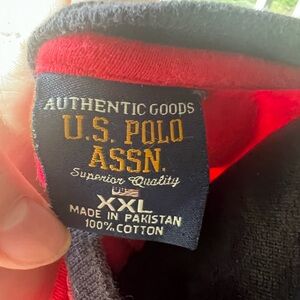 AUTHENTIC GOODS
U.S. POLO
ASSN.
Superior Quality
XXL
MADE IN PAKISTAN
100% COTTON